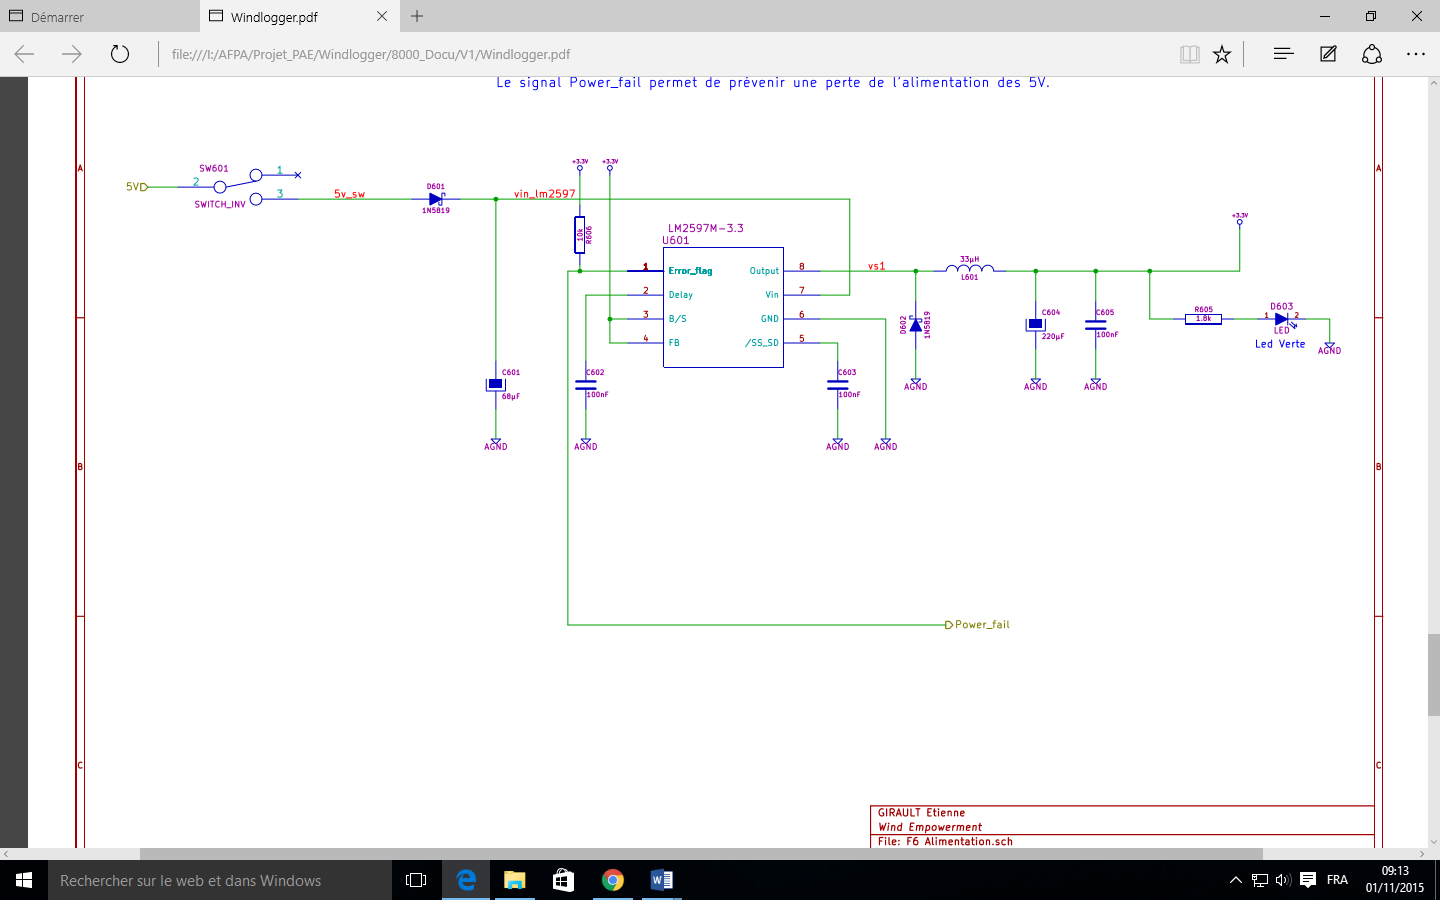 Démarrer
Windlogger.pdf
file:///I:/AFPA/Projet_PAE/Windlogger/8000_Docu/V1/Windlogger.pdf
Le signal Power_fail permet de prévenir une perte de l'alimentation des 5V.
A
A
SW601
1
5V
2
3
SWITCH_INV
5v_sw
D601
1N5819
vin_lm2597
+3.3V
+3.3V
10k
R606
LM2597M-3.3
U601
1
Error_flag
2
Delay
3
B/S
4
FB
Output
8
Vin
7
GND
6
/SS_SD
5
vs1
33µH
L601
+3.3V
D602
1N5819
AGND
C604
220µF
AGND
C605
100nF
AGND
R605
1.8k
D603
1
2
LED
Led Verte
AGND
C601
68µF
AGND
C602
100nF
AGND
C603
100nF
AGND
AGND
B
B
Power_fail
C
C
GIRAULT Etienne
Wind Empowerment
File: F6 Alimentation.sch
Rechercher sur le web et dans Windows
FRA
09:13
01/11/2015